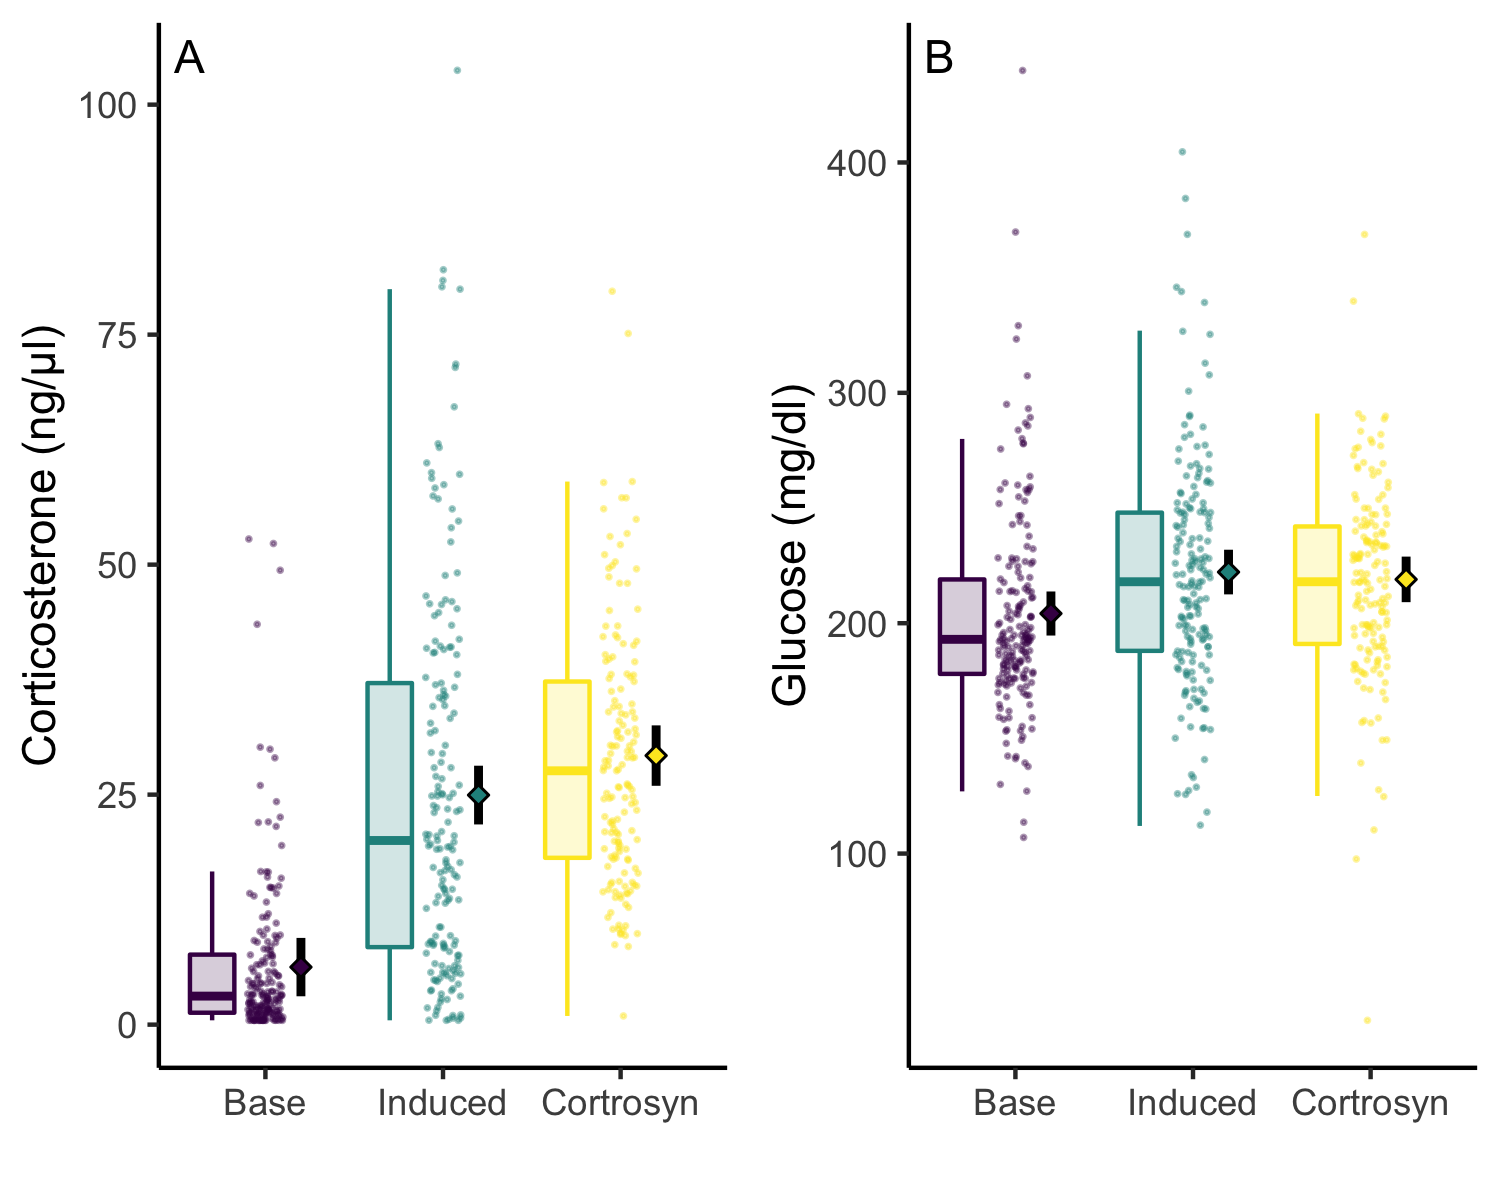 A
Corticosterone (ng/μl)
100
75
50
25
0
Base Induced Cortrosyn
B
Glucose (mg/dl)
400
300
200
100
Base Induced Cortrosyn